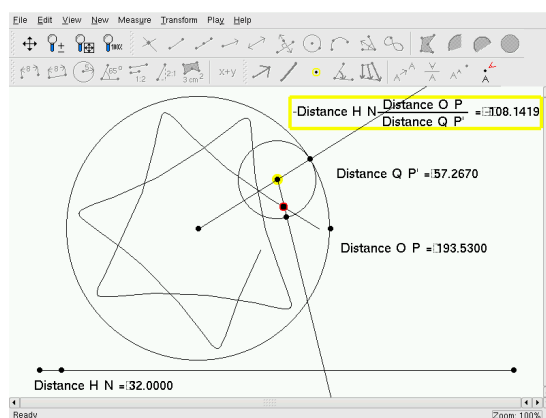 File Edit View New Measure Transform Play Help
x+y
-Distance H N Distance O P / Distance Q P' = -108.1419
Distance Q P' = 57.2670
Distance O P = 193.5300
Distance H N = 32.0000
Ready Zoom: 100%